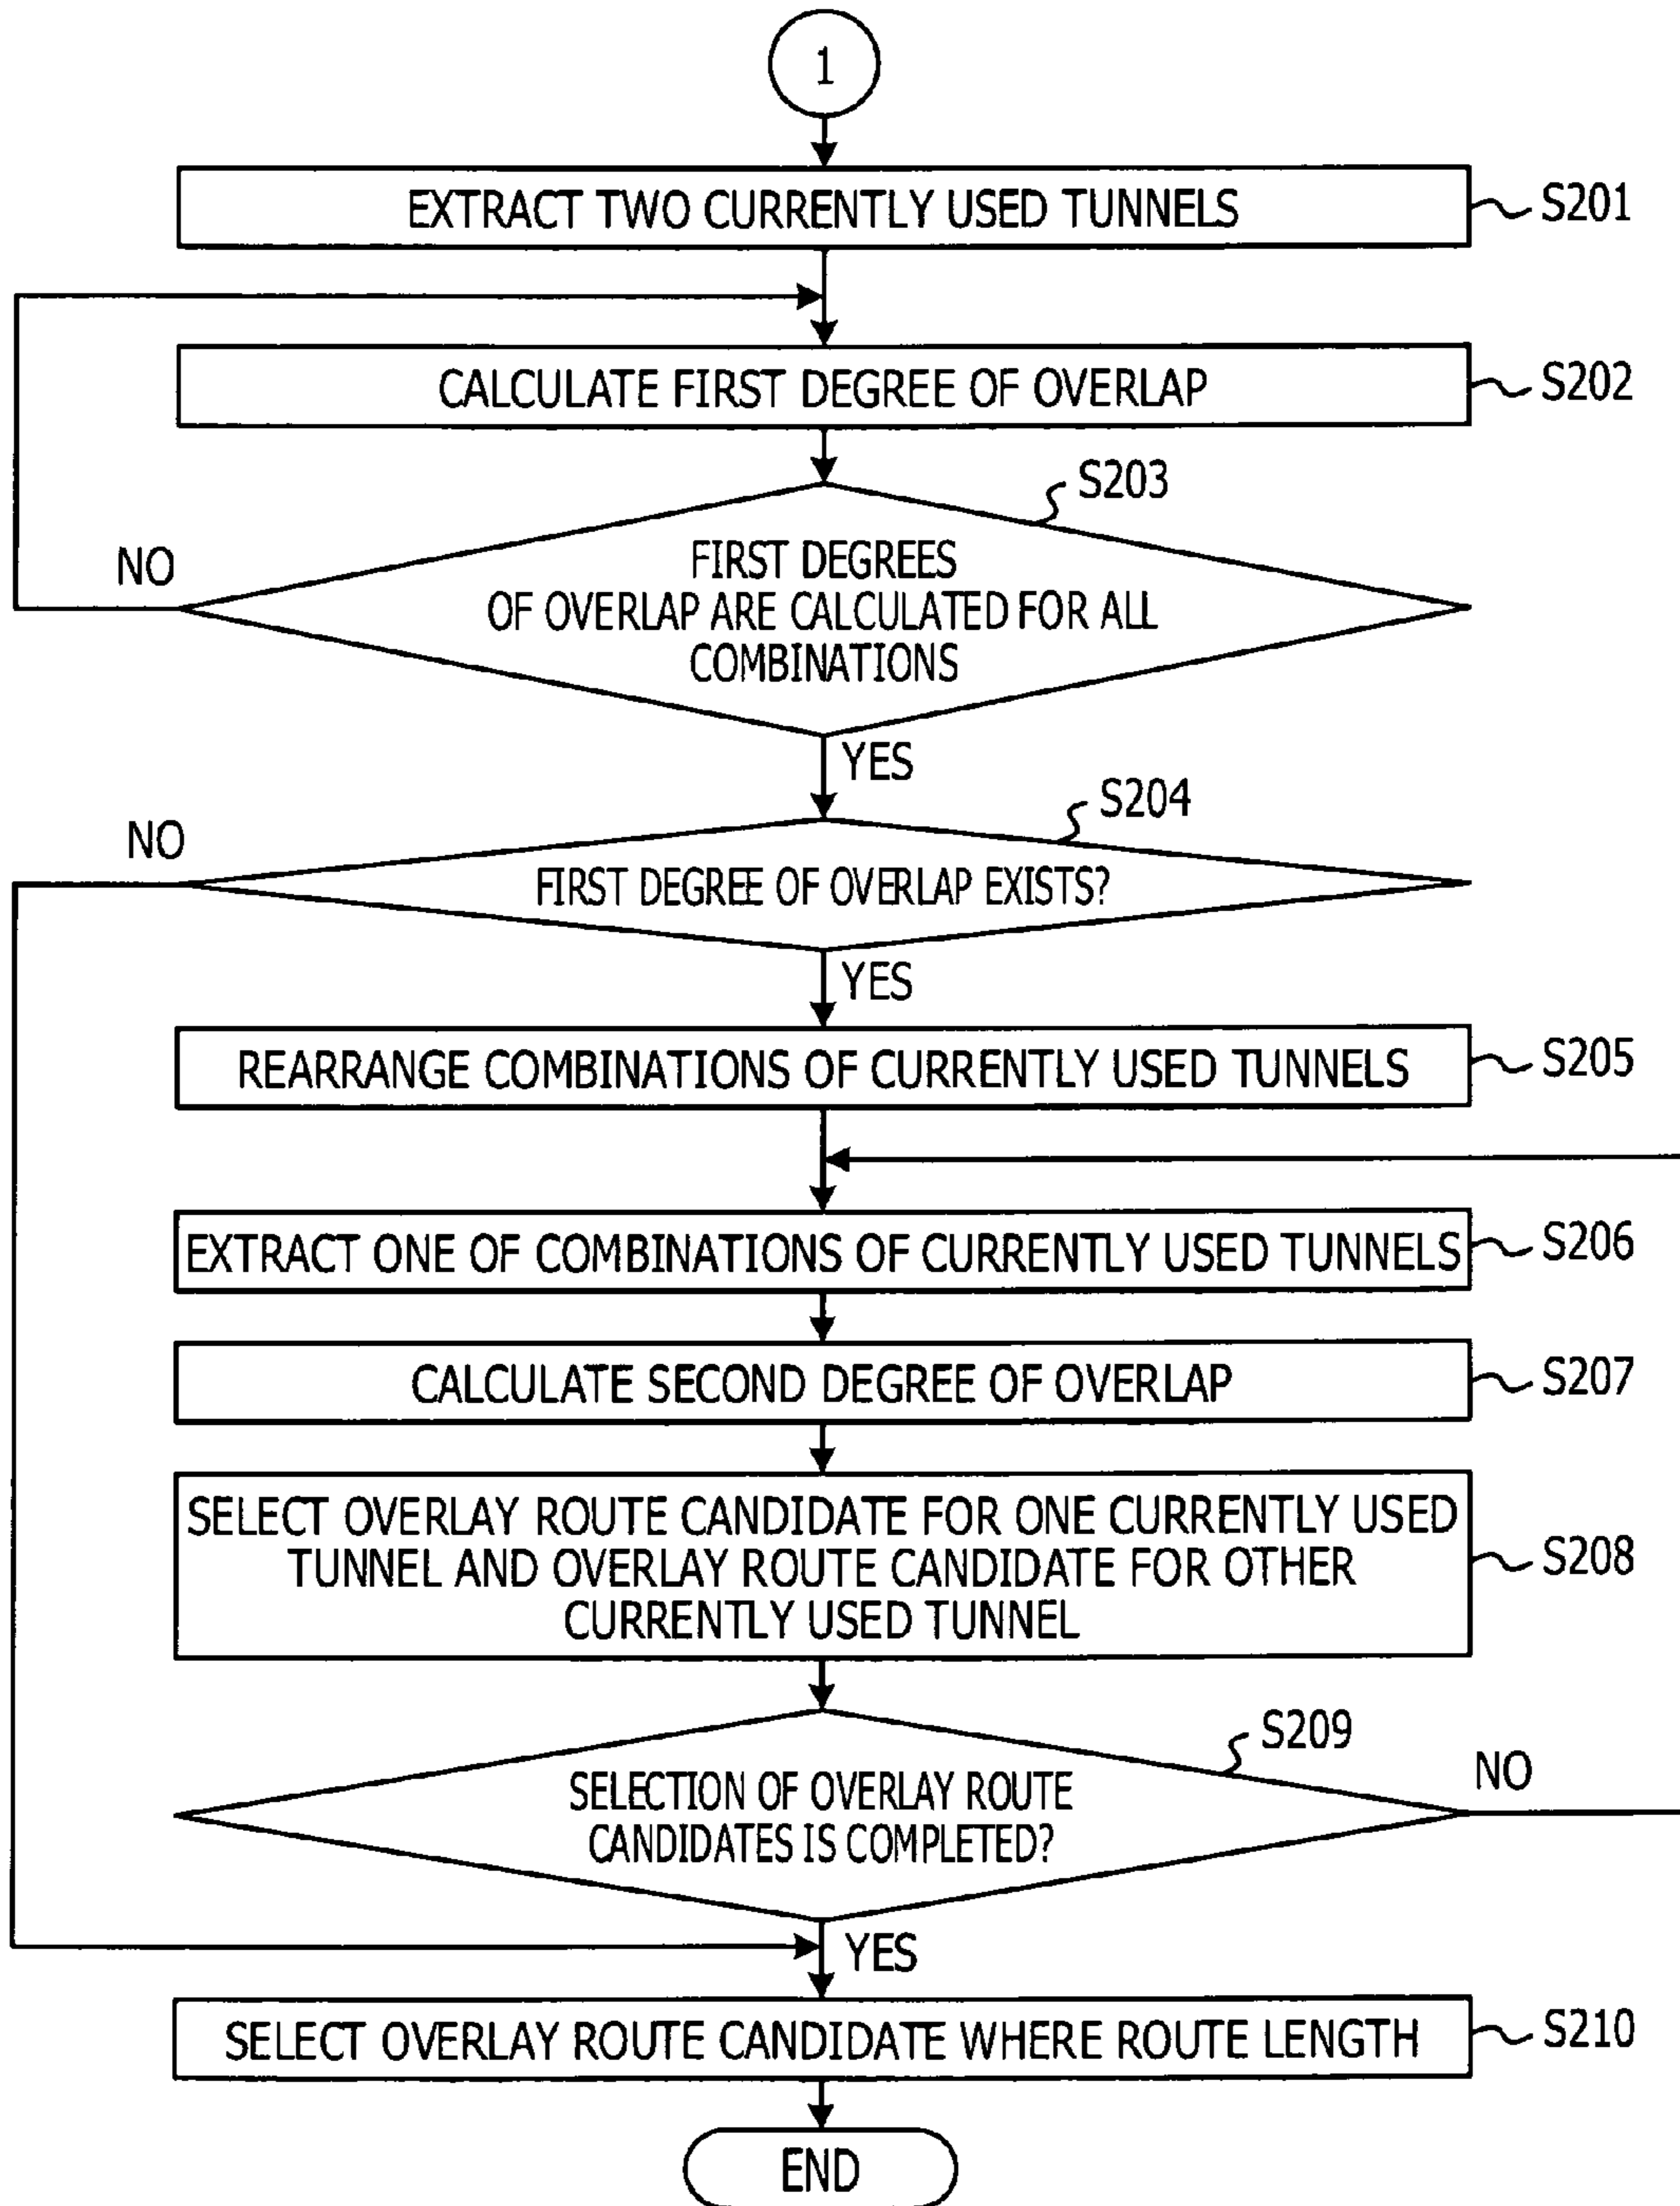 1
EXTRACT TWO CURRENTLY USED TUNNELS
S201
CALCULATE FIRST DEGREE OF OVERLAP
S202
S203
NO
FIRST DEGREES
OF OVERLAP ARE CALCULATED FOR ALL
COMBINATIONS
YES
S204
NO
FIRST DEGREE OF OVERLAP EXISTS?
YES
REARRANGE COMBINATIONS OF CURRENTLY USED TUNNELS
S205
EXTRACT ONE OF COMBINATIONS OF CURRENTLY USED TUNNELS
S206
CALCULATE SECOND DEGREE OF OVERLAP
S207
SELECT OVERLAY ROUTE CANDIDATE FOR ONE CURRENTLY USED
TUNNEL AND OVERLAY ROUTE CANDIDATE FOR OTHER
CURRENTLY USED TUNNEL
S208
S209
NO
SELECTION OF OVERLAY ROUTE
CANDIDATES IS COMPLETED?
YES
SELECT OVERLAY ROUTE CANDIDATE WHERE ROUTE LENGTH
S210
END